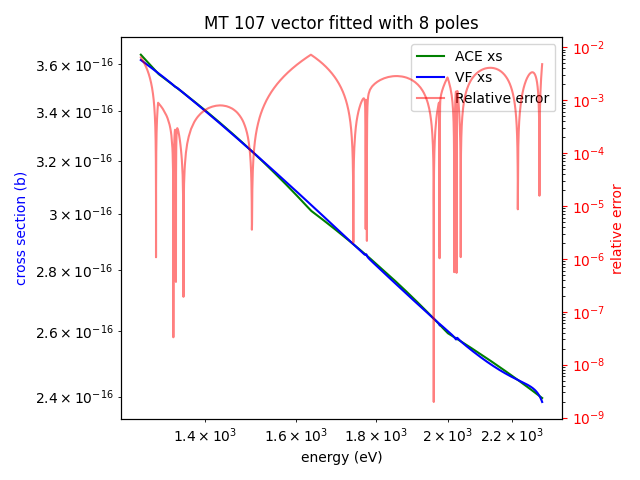 MT 107 vector fitted with 8 poles
ACE xs
VF xs
Relative error
3.6 × 10⁻¹⁶
3.4 × 10⁻¹⁶
3.2 × 10⁻¹⁶
3 × 10⁻¹⁶
2.8 × 10⁻¹⁶
2.6 × 10⁻¹⁶
2.4 × 10⁻¹⁶
cross section (b)
10⁻²
10⁻³
10⁻⁴
10⁻⁵
10⁻⁶
10⁻⁷
10⁻⁸
10⁻⁹
relative error
1.4 × 10³ 1.6 × 10³ 1.8 × 10³ 2 × 10³ 2.2 × 10³
energy (eV)